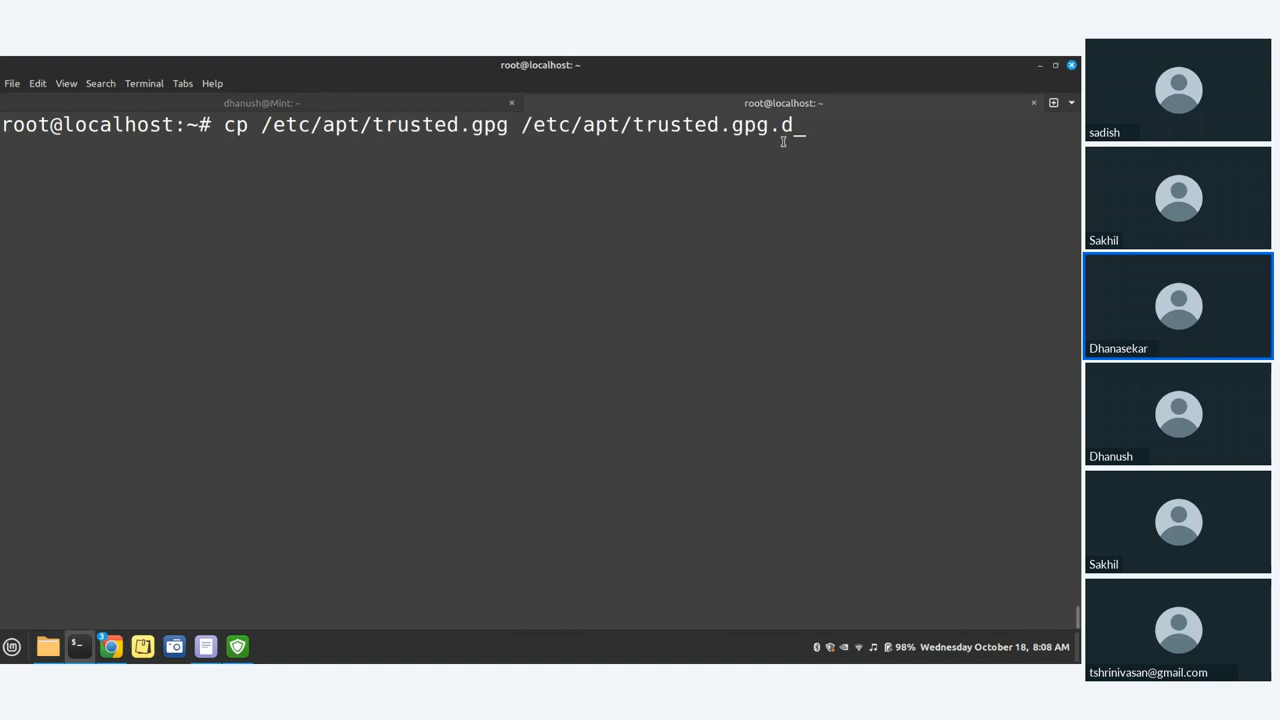 root@localhost: ~
File Edit View Search Terminal Tabs Help
dhanush@Mint: ~
root@localhost: ~
root@localhost:~# cp /etc/apt/trusted.gpg /etc/apt/trusted.gpg.d_
sadish
Sakhil
Dhanasekar
Dhanush
Sakhil
tshrinivasan@gmail.com
3
98% Wednesday October 18, 8:08 AM